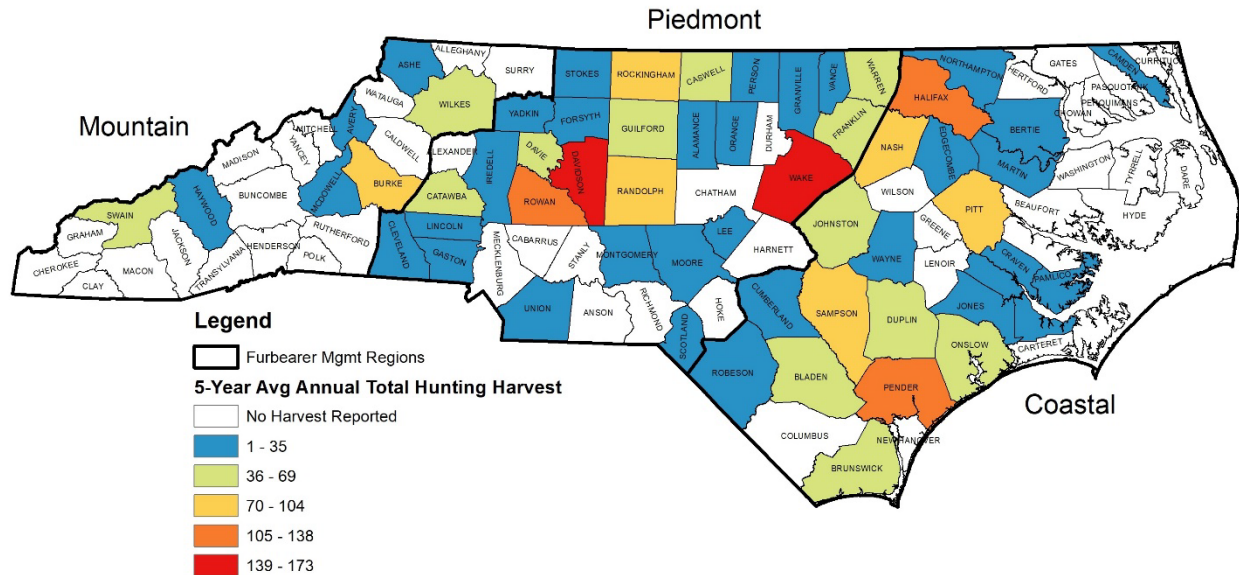 Piedmont
Mountain
Coastal
ALLEGHANY
ASHE
SURRY
WATAUGA
WILKES
MITCHELL
AVERY
YANCEY
CALDWELL
MADISON
MCDOWELL
BURKE
BUNCOMBE
HAYWOOD
SWAIN
GRAHAM
JACKSON
RUTHERFORD
HENDERSON
POLK
TRANSYLVANIA
CHEROKEE
MACON
CLAY
STOKES
ROCKINGHAM
CASWELL
PERSON
GRANVILLE
VANCE
WARREN
YADKIN
FORSYTH
GUILFORD
ALAMANCE
ORANGE
DURHAM
FRANKLIN
LEXANDER
IREDELL
DAVIE
DAVIDSON
RANDOLPH
CHATHAM
WAKE
CATAWBA
ROWAN
LINCOLN
CLEVELAND
GASTON
MECKLENBURG
CABARRUS
STANLY
MONTGOMERY
MOORE
LEE
HARNETT
UNION
ANSON
RICHMOND
SCOTLAND
HOKE
NORTHAMPTON
HERTFORD
GATES
CAMDEN
CURRITUCK
PASQUOTANK
PERQUIMANS
CHOWAN
HALIFAX
BERTIE
NASH
EDGECOMBE
MARTIN
WASHINGTON
TYRRELL
DARE
WILSON
PITT
BEAUFORT
HYDE
JOHNSTON
GREENE
WAYNE
LENOIR
CRAVEN
PAMLICO
JONES
CARTERET
CUMBERLAND
SAMPSON
DUPLIN
ONSLOW
ROBESON
BLADEN
PENDER
COLUMBUS
NEW HANOVER
BRUNSWICK
Legend
Furbearer Mgmt Regions
5-Year Avg Annual Total Hunting Harvest
No Harvest Reported
1 - 35
36 - 69
70 - 104
105 - 138
139 - 173